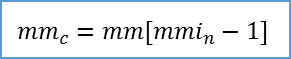 mm_c = mm[mmi_n − 1]